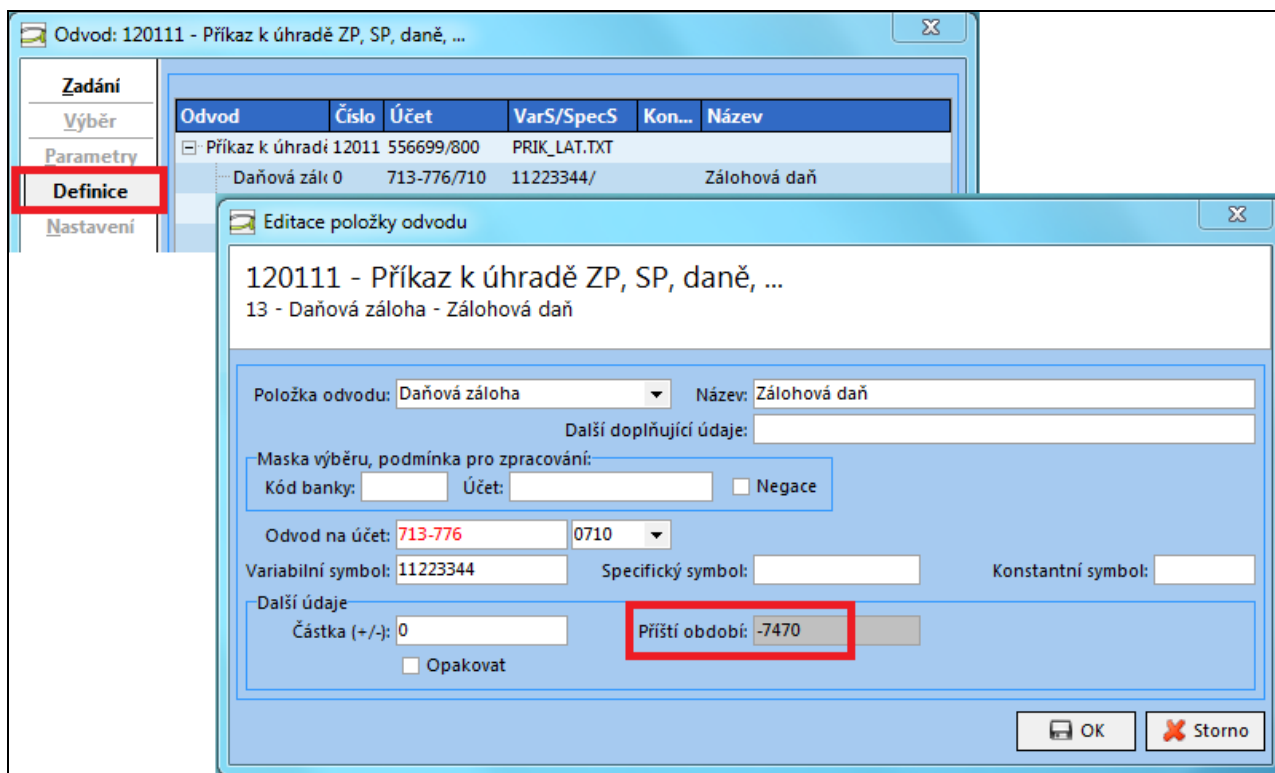 Odvod: 120111 - Příkaz k úhradě ZP, SP, daně, ...
Zadání
Výběr
Parametry
Definice
Nastavení
Odvod Číslo Účet VarS/SpecS Kon... Název
Příkaz k úhradě 12011 556699/800 PRIK_LAT.TXT
Daňová zálo 0 713-776/710 11223344/ Zálohová daň
Editace položky odvodu
120111 - Příkaz k úhradě ZP, SP, daně, ...
13 - Daňová záloha - Zálohová daň
Položka odvodu: Daňová záloha Název: Zálohová daň
Další doplňující údaje:
Maska výběru, podmínka pro zpracování:
Kód banky: Účet: Negace
Odvod na účet: 713-776 0710
Variabilní symbol: 11223344 Specifický symbol: Konstantní symbol:
Další údaje
Částka (+/-): 0 Příští období: -7470
Opakovat
OK Storno